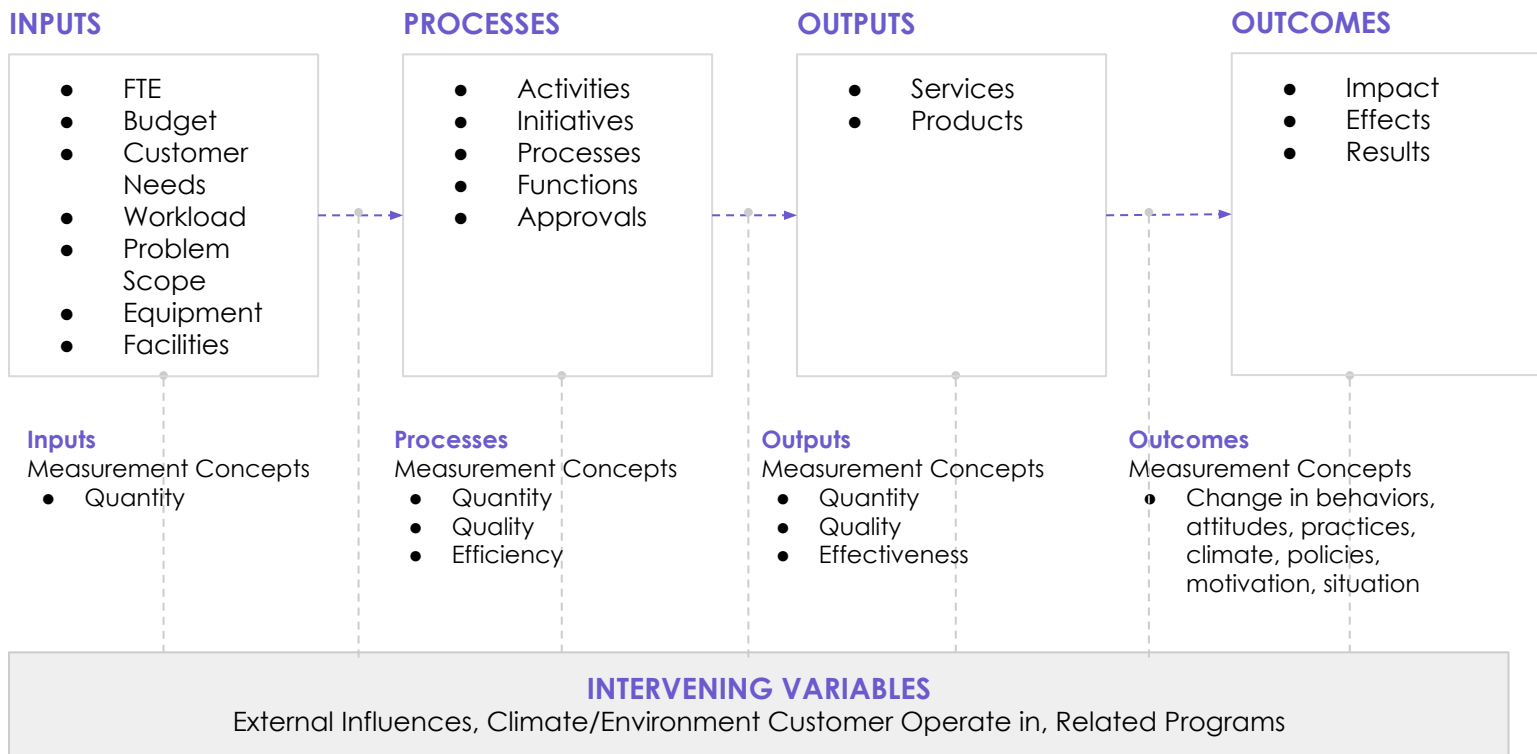 INPUTS
PROCESSES
OUTPUTS
OUTCOMES
● FTE
● Budget
● Customer
Needs
● Workload
● Problem
Scope
● Equipment
● Facilities
● Activities
● Initiatives
● Processes
● Functions
● Approvals
● Services
● Products
● Impact
● Effects
● Results
Inputs
Measurement Concepts
● Quantity
Processes
Measurement Concepts
● Quantity
● Quality
● Efficiency
Outputs
Measurement Concepts
● Quantity
● Quality
● Effectiveness
Outcomes
Measurement Concepts
● Change in behaviors,
attitudes, practices,
climate, policies,
motivation, situation
INTERVENING VARIABLES
External Influences, Climate/Environment Customer Operate in, Related Programs